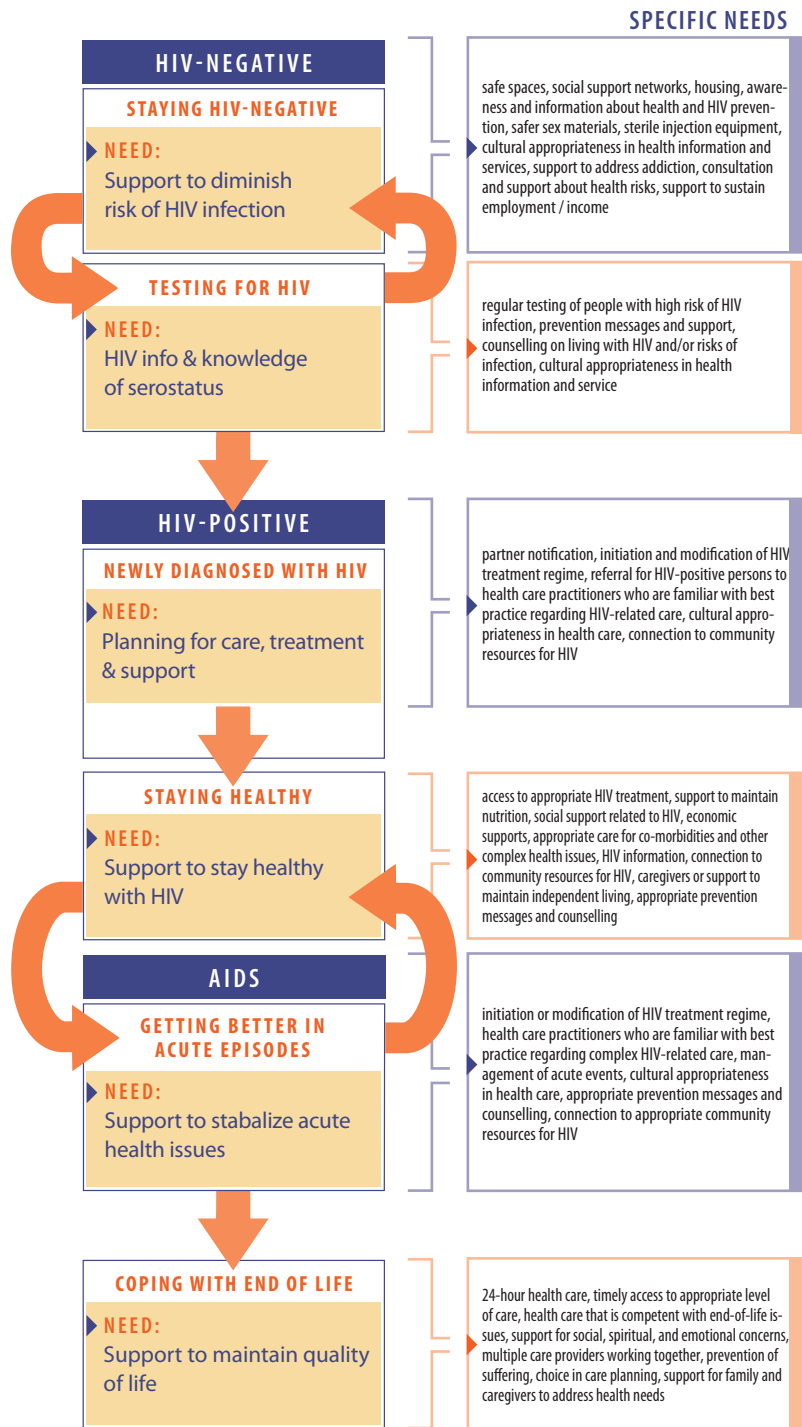 SPECIFIC NEEDS
HIV-NEGATIVE
STAYING HIV-NEGATIVE
NEED:
Support to diminish
risk of HIV infection
safe spaces, social support networks, housing, aware-
ness and information about health and HIV preven-
tion, safer sex materials, sterile injection equipment,
cultural appropriateness in health information and
services, support to address addiction, consultation
and support about health risks, support to sustain
employment / income
TESTING FOR HIV
NEED:
HIV info & knowledge
of serostatus
regular testing of people with high risk of HIV
infection, prevention messages and support,
counselling on living with HIV and/or risks of
infection, cultural appropriateness in health
information and service
HIV-POSITIVE
NEWLY DIAGNOSED WITH HIV
NEED:
Planning for care, treatment
& support
partner notification, initiation and modification of HIV
treatment regime, referral for HIV-positive persons to
health care practitioners who are familiar with best
practice regarding HIV-related care, cultural appro-
priateness in health care, connection to community
resources for HIV
STAYING HEALTHY
NEED:
Support to stay healthy
with HIV
access to appropriate HIV treatment, support to maintain
nutrition, social support related to HIV, economic
supports, appropriate care for co-morbidities and other
complex health issues, HIV information, connection to
community resources for HIV, caregivers or support to
maintain independent living, appropriate prevention
messages and counselling
AIDS
GETTING BETTER IN
ACUTE EPISODES
NEED:
Support to stabalize acute
health issues
initiation or modification of HIV treatment regime,
health care practitioners who are familiar with best
practice regarding complex HIV-related care, man-
agement of acute events, cultural appropriateness
in health care, appropriate prevention messages and
counselling, connection to appropriate community
resources for HIV
COPING WITH END OF LIFE
NEED:
Support to maintain quality
of life
24-hour health care, timely access to appropriate level
of care, health care that is competent with end-of-life is-
sues, support for social, spiritual, and emotional concerns,
multiple care providers working together, prevention of
suffering, choice in care planning, support for family and
caregivers to address health needs